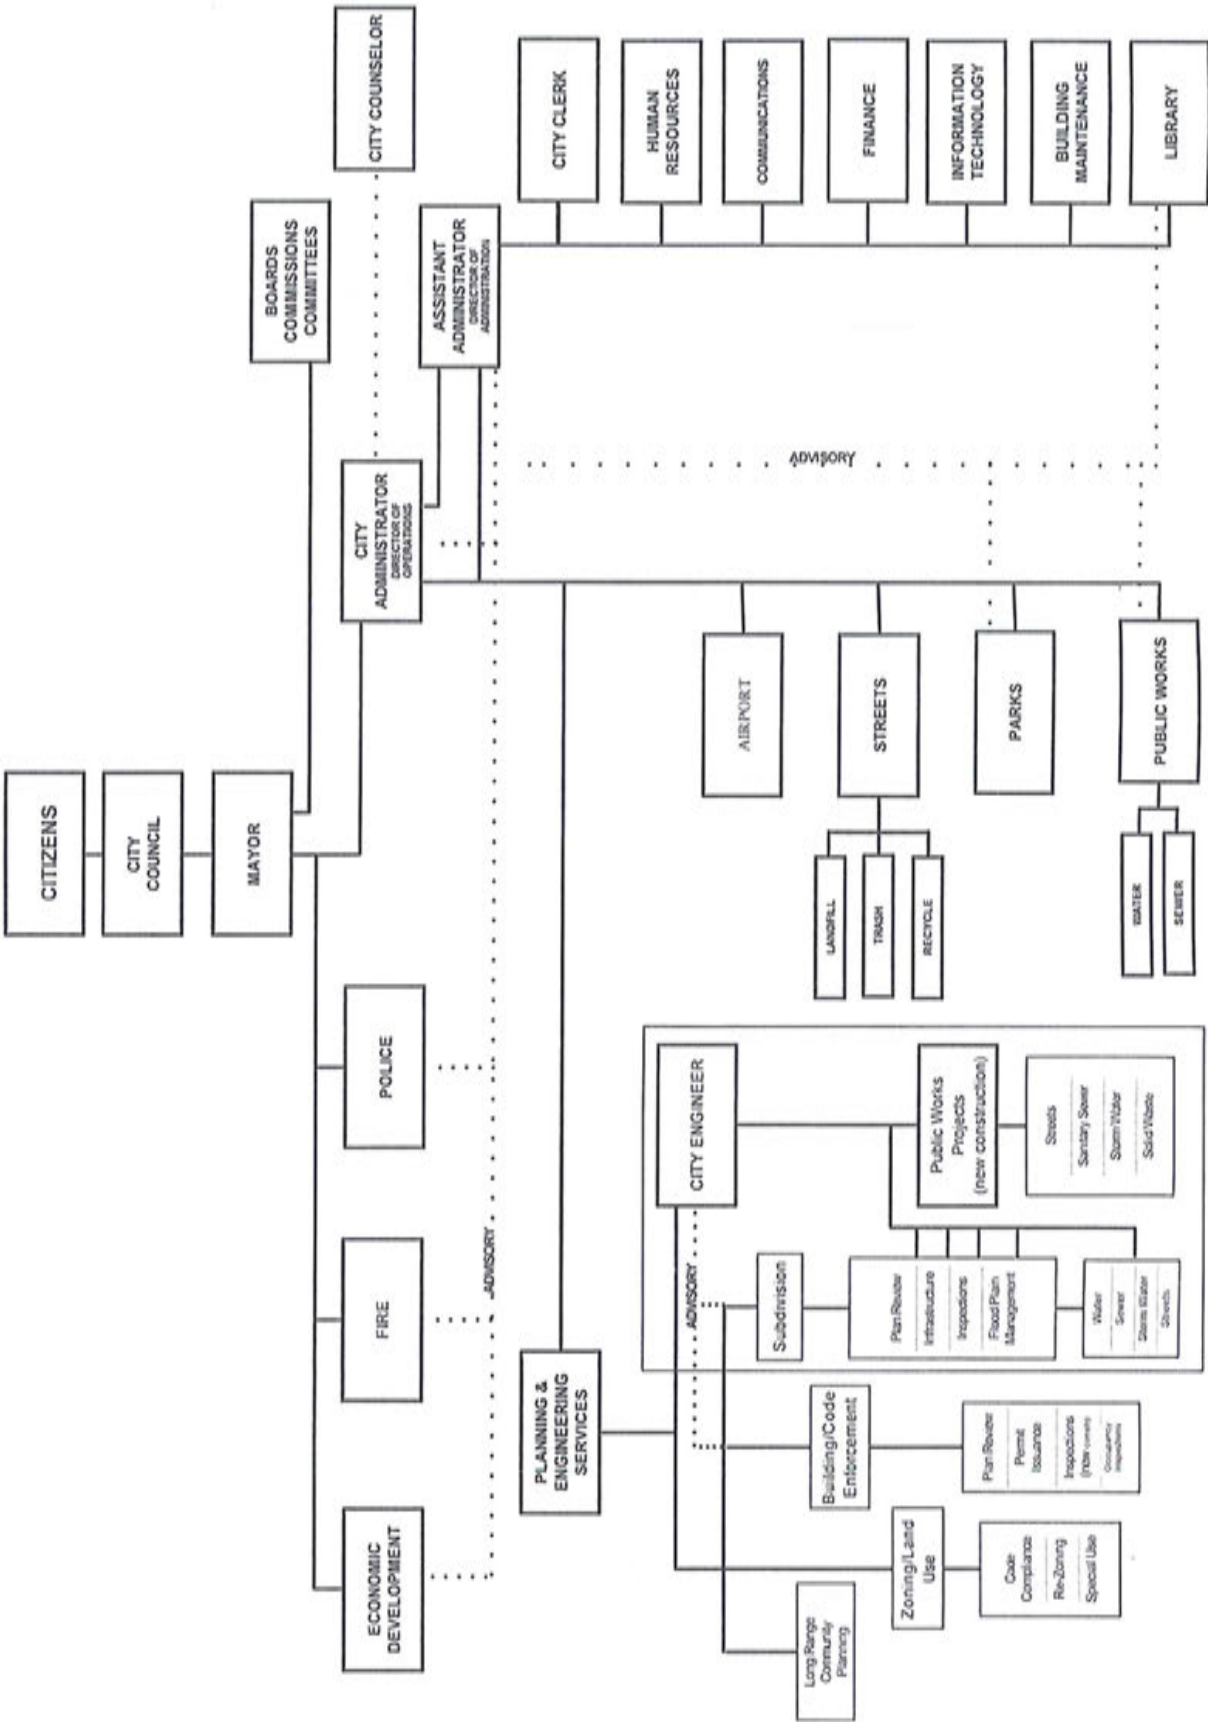 CITIZENS
CITY
COUNCIL
MAYOR
BOARDS
COMMISSIONS
COMMITTEES
CITY COUNSELOR
ECONOMIC
DEVELOPMENT
FIRE
POLICE
CITY
ADMINISTRATOR
DIRECTOR OF
OPERATIONS
ASSISTANT
ADMINISTRATOR
DIRECTOR OF
ADMINISTRATION
ADVISORY
PLANNING &
ENGINEERING
SERVICES
CITY CLERK
HUMAN
RESOURCES
COMMUNICATIONS
FINANCE
INFORMATION
TECHNOLOGY
BUILDING
MAINTENANCE
LIBRARY
ADVISORY
AIRPORT
STREETS
PARKS
PUBLIC WORKS
LANDFILL
TRASH
RECYCLE
WATER
SEWER
CITY ENGINEER
ADVISORY
Long Range
Community
Planning
Zoning/Land
Use
Building/Code
Enforcement
Subdivision
Public Works
Projects
(new construction)
Code
Compliance
Re-Zoning
Special Use
Plan Review
Permit
Issuance
Inspections
Occupancy
Inspections
Plan Review
Infrastructure
Inspections
Flood Plain
Management
Water
Sewer
Storm Water
Streets
Streets
Sanitary Sewer
Storm Water
Solid Waste